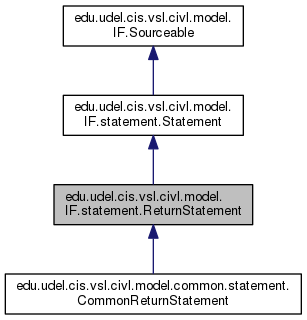 edu.udel.cis.vsl.civl.model.
IF.Sourceable
edu.udel.cis.vsl.civl.model.
IF.statement.Statement
edu.udel.cis.vsl.civl.model.
IF.statement.ReturnStatement
edu.udel.cis.vsl.civl.model.common.statement.
CommonReturnStatement